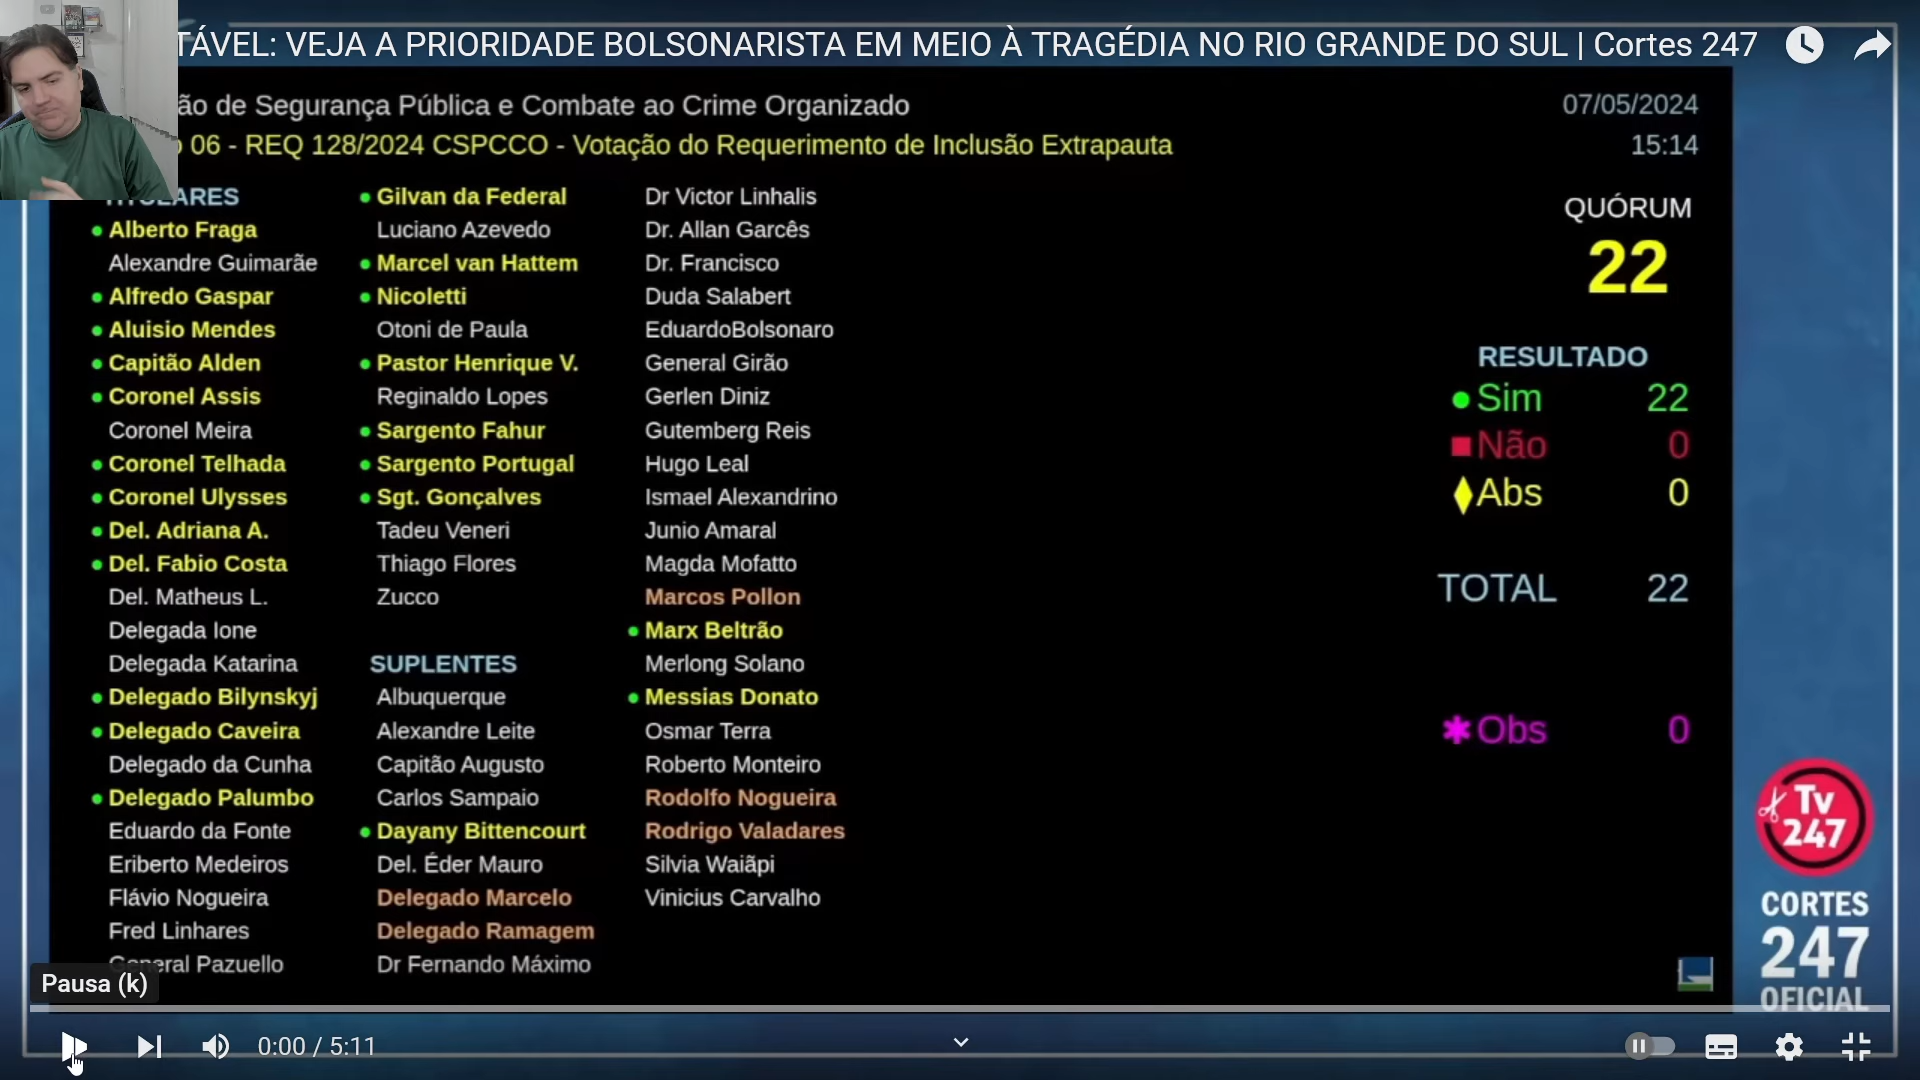 TÁVEL: VEJA A PRIORIDADE BOLSONARISTA EM MEIO À TRAGÉDIA NO RIO GRANDE DO SUL | Cortes 247
ão de Segurança Pública e Combate ao Crime Organizado
07/05/2024
06 - REQ 128/2024 CSPCCO - Votação do Requerimento de Inclusão Extrapauta
15:14
TITULARES
Alberto Fraga
Alexandre Guimarãe
Alfredo Gaspar
Aluisio Mendes
Capitão Alden
Coronel Assis
Coronel Meira
Coronel Telhada
Coronel Ulysses
Del. Adriana A.
Del. Fabio Costa
Del. Matheus L.
Delegada Ione
Delegada Katarina
Delegado Bilynskyj
Delegado Caveira
Delegado da Cunha
Delegado Palumbo
Eduardo da Fonte
Eriberto Medeiros
Flávio Nogueira
Fred Linhares
General Pazuello
Gilvan da Federal
Luciano Azevedo
Marcel van Hattem
Nicoletti
Otoni de Paula
Pastor Henrique V.
Reginaldo Lopes
Sargento Fahur
Sargento Portugal
Sgt. Gonçalves
Tadeu Veneri
Thiago Flores
Zucco
SUPLENTES
Albuquerque
Alexandre Leite
Capitão Augusto
Carlos Sampaio
Dayany Bittencourt
Del. Éder Mauro
Delegado Marcelo
Delegado Ramagem
Dr Fernando Máximo
Dr Victor Linhalis
Dr. Allan Garcês
Dr. Francisco
Duda Salabert
EduardoBolsonaro
General Girão
Gerlen Diniz
Gutemberg Reis
Hugo Leal
Ismael Alexandrino
Junio Amaral
Magda Mofatto
Marcos Pollon
Marx Beltrão
Merlong Solano
Messias Donato
Osmar Terra
Roberto Monteiro
Rodolfo Nogueira
Rodrigo Valadares
Silvia Waiãpi
Vinicius Carvalho
QUÓRUM
22
RESULTADO
Sim 22
Não 0
Abs 0
TOTAL 22
Obs 0
Tv
247
CORTES
247
OFICIAL
Pausa (k)
0:00 / 5:11